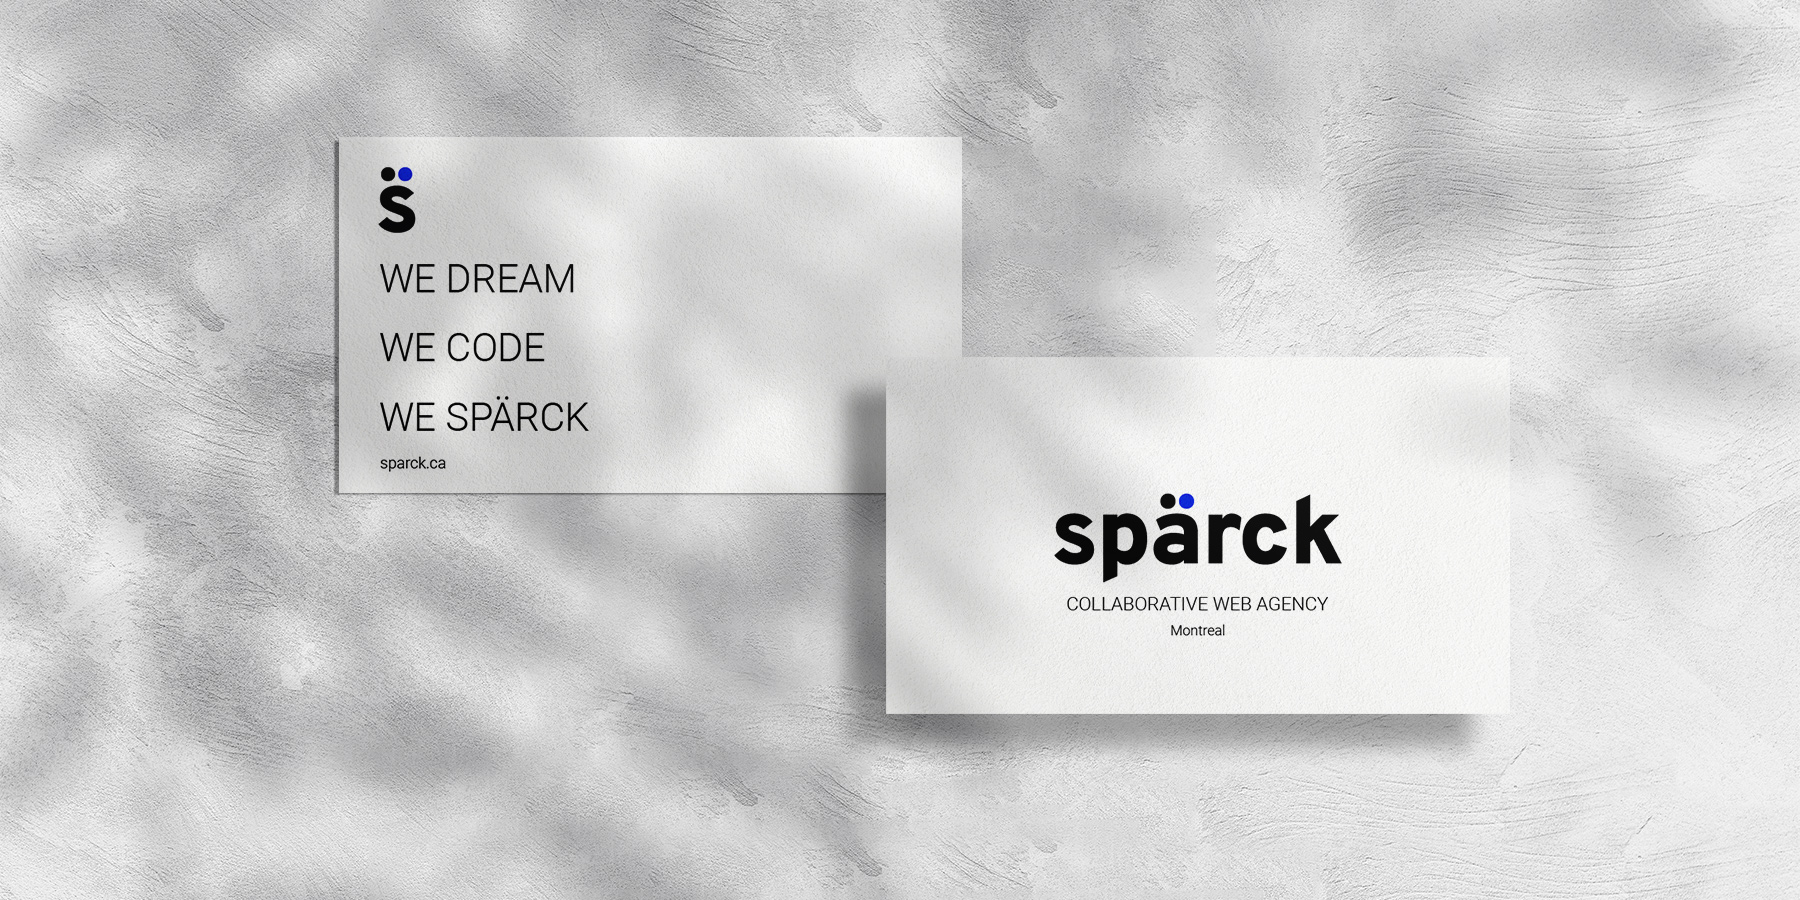 s̈
WE DREAM
WE CODE
WE SPÄRCK
sparck.ca
spärck
COLLABORATIVE WEB AGENCY
Montreal